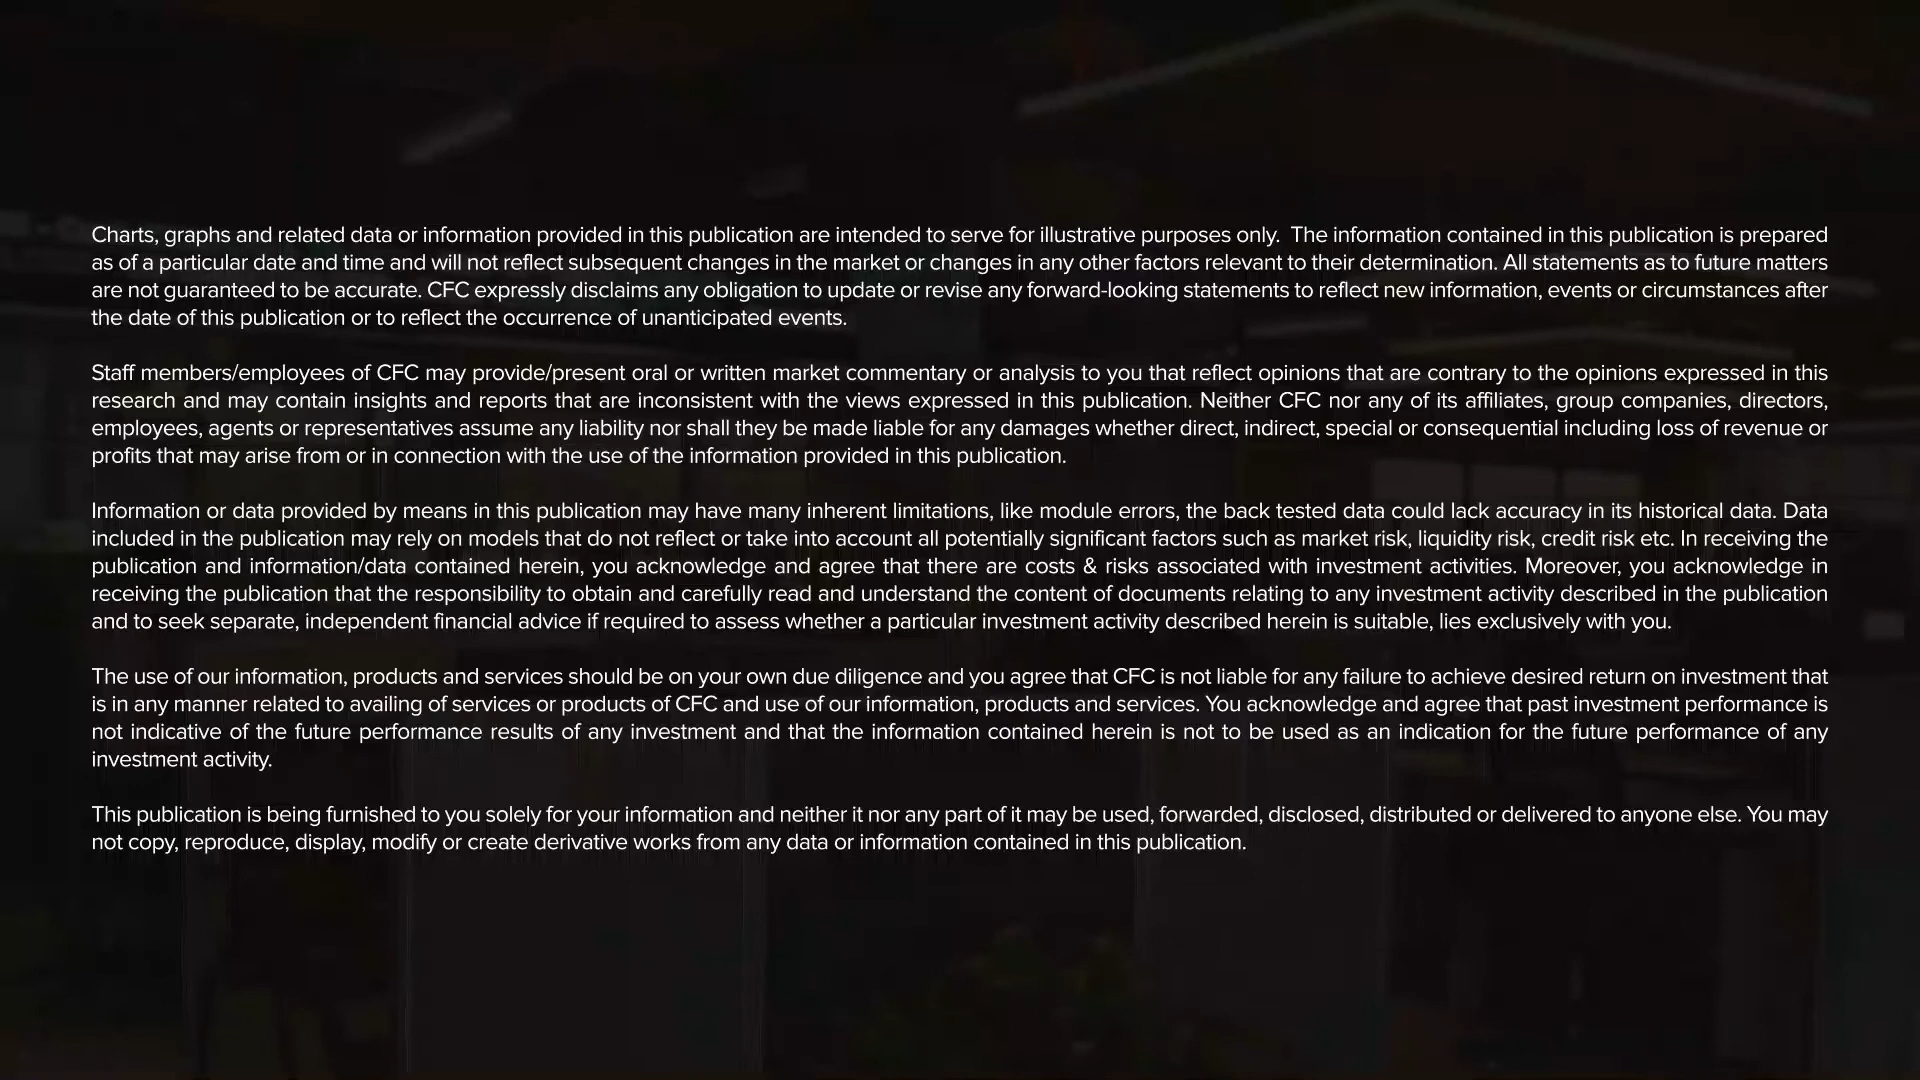 Charts, graphs and related data or information provided in this publication are intended to serve for illustrative purposes only.  The information contained in this publication is prepared
as of a particular date and time and will not reflect subsequent changes in the market or changes in any other factors relevant to their determination. All statements as to future matters
are not guaranteed to be accurate. CFC expressly disclaims any obligation to update or revise any forward-looking statements to reflect new information, events or circumstances after
the date of this publication or to reflect the occurrence of unanticipated events.

Staff members/employees of CFC may provide/present oral or written market commentary or analysis to you that reflect opinions that are contrary to the opinions expressed in this
research and may contain insights and reports that are inconsistent with the views expressed in this publication. Neither CFC nor any of its affiliates, group companies, directors,
employees, agents or representatives assume any liability nor shall they be made liable for any damages whether direct, indirect, special or consequential including loss of revenue or
profits that may arise from or in connection with the use of the information provided in this publication.

Information or data provided by means in this publication may have many inherent limitations, like module errors, the back tested data could lack accuracy in its historical data. Data
included in the publication may rely on models that do not reflect or take into account all potentially significant factors such as market risk, liquidity risk, credit risk etc. In receiving the
publication and information/data contained herein, you acknowledge and agree that there are costs & risks associated with investment activities. Moreover, you acknowledge in
receiving the publication that the responsibility to obtain and carefully read and understand the content of documents relating to any investment activity described in the publication
and to seek separate, independent financial advice if required to assess whether a particular investment activity described herein is suitable, lies exclusively with you.

The use of our information, products and services should be on your own due diligence and you agree that CFC is not liable for any failure to achieve desired return on investment that
is in any manner related to availing of services or products of CFC and use of our information, products and services. You acknowledge and agree that past investment performance is
not indicative of the future performance results of any investment and that the information contained herein is not to be used as an indication for the future performance of any
investment activity.

This publication is being furnished to you solely for your information and neither it nor any part of it may be used, forwarded, disclosed, distributed or delivered to anyone else. You may
not copy, reproduce, display, modify or create derivative works from any data or information contained in this publication.